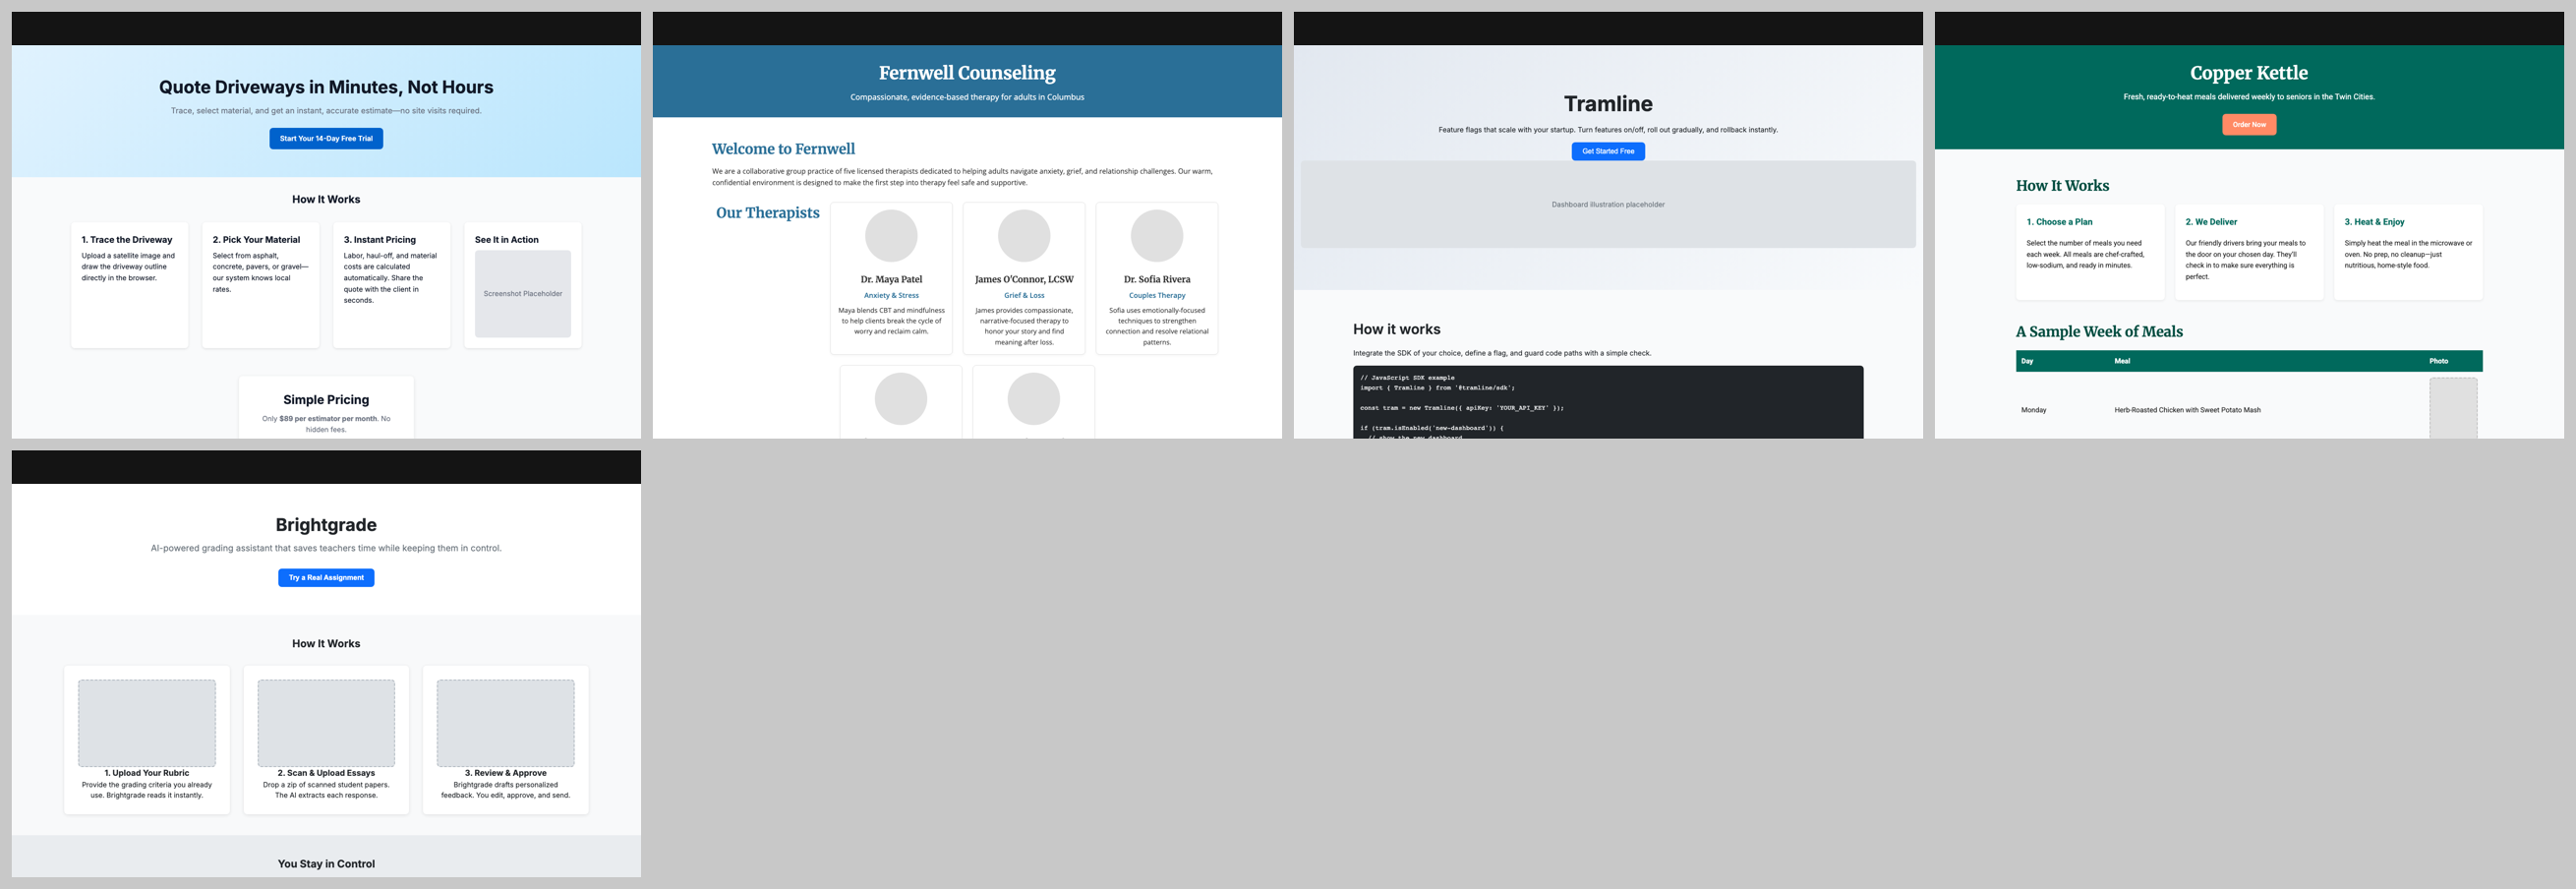 Quote Driveways in Minutes, Not Hours
Trace, select material, and get an instant, accurate estimate—no site visits required.
Start Your 14-Day Free Trial
How It Works
1. Trace the Driveway
Upload a satellite image and
draw the driveway outline
directly in the browser.
2. Pick Your Material
Select from asphalt,
concrete, pavers, or gravel—
our system knows local
rates.
3. Instant Pricing
Labor, haul-off, and material
costs are calculated
automatically. Share the
quote with the client in
seconds.
See It in Action
Screenshot Placeholder
Simple Pricing
Only $89 per estimator per month. No
hidden fees.
Fernwell Counseling
Compassionate, evidence-based therapy for adults in Columbus
Welcome to Fernwell
We are a collaborative group practice of five licensed therapists dedicated to helping adults navigate anxiety, grief, and relationship challenges. Our warm,
confidential environment is designed to make the first step into therapy feel safe and supportive.
Our Therapists
Dr. Maya Patel
Anxiety & Stress
Maya blends CBT and mindfulness
to help clients break the cycle of
worry and reclaim calm.
James O'Connor, LCSW
Grief & Loss
James provides compassionate,
narrative-focused therapy to
honor your story and find
meaning after loss.
Dr. Sofia Rivera
Couples Therapy
Sofia uses emotionally-focused
techniques to strengthen
connection and resolve relational
patterns.
Tramline
Feature flags that scale with your startup. Turn features on/off, roll out gradually, and rollback instantly.
Get Started Free
Dashboard illustration placeholder
How it works
Integrate the SDK of your choice, define a flag, and guard code paths with a simple check.
// JavaScript SDK example
import { Tramline } from '@tramline/sdk';
const tram = new Tramline({ apiKey: 'YOUR_API_KEY' });
if (tram.isEnabled('new-dashboard')) {
// show the new dashboard
Copper Kettle
Fresh, ready-to-heat meals delivered weekly to seniors in the Twin Cities.
Order Now
How It Works
1. Choose a Plan
Select the number of meals you need
each week. All meals are chef-crafted,
low-sodium, and ready in minutes.
2. We Deliver
Our friendly drivers bring your meals to
the door on your chosen day. They'll
check in to make sure everything is
perfect.
3. Heat & Enjoy
Simply heat the meal in the microwave or
oven. No prep, no cleanup—just
nutritious, home-style food.
A Sample Week of Meals
Day Meal Photo
Monday Herb-Roasted Chicken with Sweet Potato Mash
Brightgrade
AI-powered grading assistant that saves teachers time while keeping them in control.
Try a Real Assignment
How It Works
1. Upload Your Rubric
Provide the grading criteria you already
use. Brightgrade reads it instantly.
2. Scan & Upload Essays
Drop a zip of scanned student papers.
The AI extracts each response.
3. Review & Approve
Brightgrade drafts personalized
feedback. You edit, approve, and send.
You Stay in Control